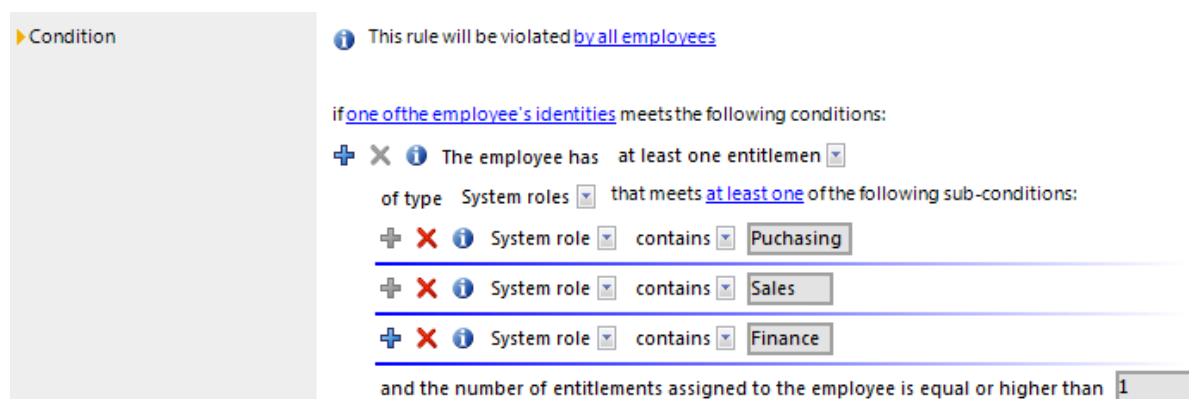 Condition
This rule will be violated by all employees
if one of the employee's identities meets the following conditions:
The employee has at least one entitlemen
of type System roles that meets at least one of the following sub-conditions:
System role contains Puchasing
System role contains Sales
System role contains Finance
and the number of entitlements assigned to the employee is equal or higher than 1